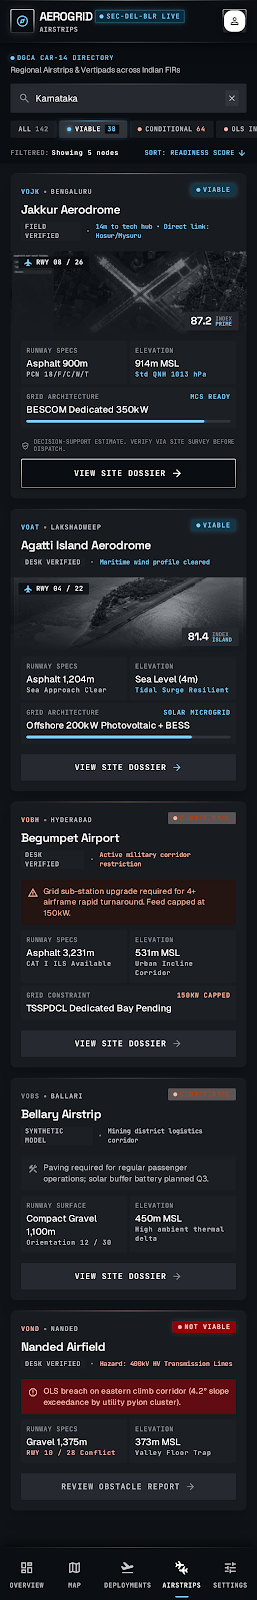 AEROGRID
SEC-DEL-BLR LIVE
AIRSTRIPS
DGCA CAR-14 DIRECTORY
Regional Airstrips & Vertipads across Indian FIRs
Karnataka
ALL 142
VIABLE 38
CONDITIONAL 64
OLS IN
FILTERED: Showing 5 nodes
SORT: READINESS SCORE ↓
VOJK • BENGALURU
VIABLE
Jakkur Aerodrome
FIELD VERIFIED
• 14m to tech hub • Direct link: Hosur/Mysuru
RWY 08 / 26
87.2 INDEX PRIME
RUNWAY SPECS
Asphalt 900m
PCN 18/F/C/W/T
ELEVATION
914m MSL
Std QNH 1013 hPa
GRID ARCHITECTURE
MCS READY
BESCOM Dedicated 350kW
DECISION-SUPPORT ESTIMATE. VERIFY VIA SITE SURVEY BEFORE
DISPATCH.
VIEW SITE DOSSIER →
VOAT • LAKSHADWEEP
VIABLE
Agatti Island Aerodrome
DESK VERIFIED
• Maritime wind profile cleared
RWY 04 / 22
81.4 INDEX ISLAND
RUNWAY SPECS
Asphalt 1,204m
Sea Approach Clear
ELEVATION
Sea Level (4m)
Tidal Surge Resilient
GRID ARCHITECTURE
SOLAR MICROGRID
Offshore 200kW Photovoltaic + BESS
VIEW SITE DOSSIER →
VOBH • HYDERABAD
Begumpet Airport
DESK VERIFIED
• Active military corridor restriction
Grid sub-station upgrade required for 4+
airframe rapid turnaround. Feed capped at
150kW.
RUNWAY SPECS
Asphalt 3,231m
CAT I ILS Available
ELEVATION
531m MSL
Urban Incline
Corridor
GRID CONSTRAINT
150KW CAPPED
TSSPDCL Dedicated Bay Pending
VIEW SITE DOSSIER →
VOBS • BALLARI
Bellary Airstrip
SYNTHETIC MODEL
• Mining district logistics corridor
Paving required for regular passenger
operations; solar buffer battery planned Q3.
RUNWAY SURFACE
Compact Gravel
1,100m
Orientation 12 / 30
ELEVATION
450m MSL
High ambient thermal
delta
VIEW SITE DOSSIER →
VOND • NANDED
NOT VIABLE
Nanded Airfield
DESK VERIFIED
• Hazard: 400kV HV Transmission Lines
OLS breach on eastern climb corridor (4.2° slope
exceedance by utility pylon cluster).
RUNWAY SPECS
Gravel 1,375m
RWY 10 / 28 Conflict
ELEVATION
373m MSL
Valley Floor Trap
REVIEW OBSTACLE REPORT →
OVERVIEW
MAP
DEPLOYMENTS
AIRSTRIPS
SETTINGS